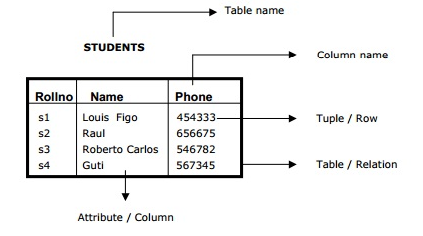 Table name
STUDENTS
Column name
Rollno Name Phone
s1 Louis Figo 454333
Tuple / Row
s2 Raul 656675
s3 Roberto Carlos 546782
s4 Guti 567345
Table / Relation
Attribute / Column